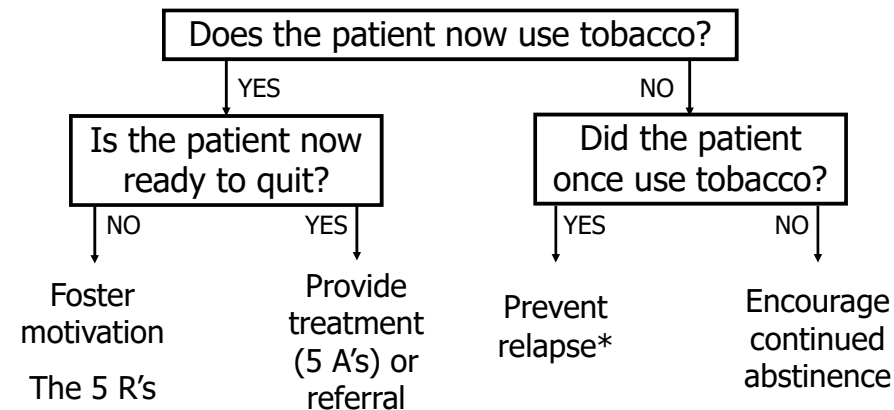 Does the patient now use tobacco?
YES
NO
Is the patient now
ready to quit?
Did the patient
once use tobacco?
NO
YES
YES
NO
Foster
motivation
The 5 R's
Provide
treatment
(5 A's) or
referral
Prevent
relapse*
Encourage
continued
abstinence